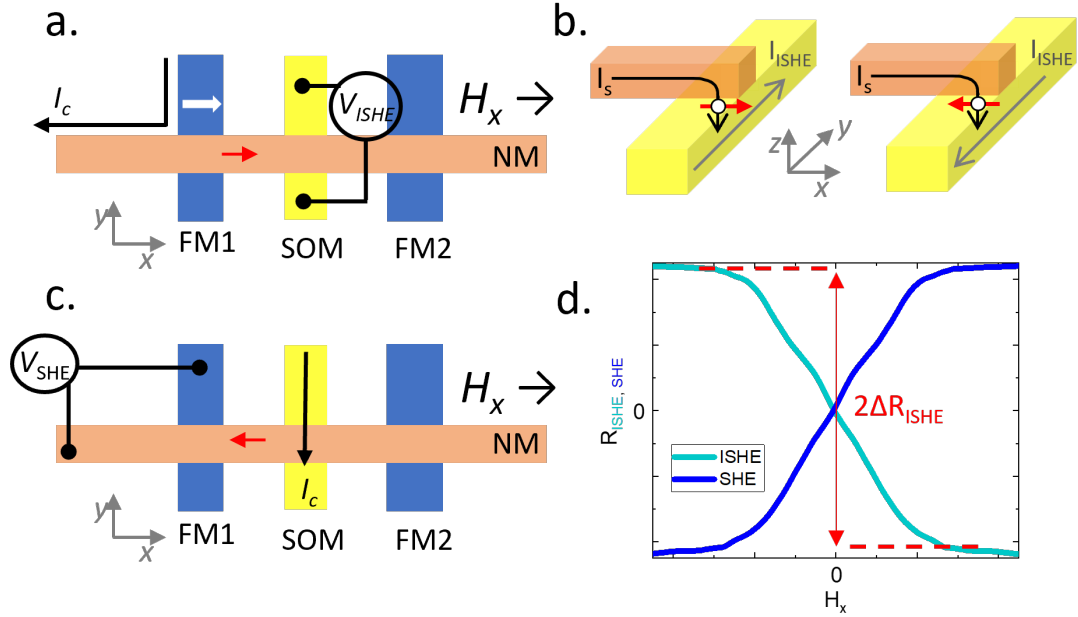 a.
I_c
V_ISHE
H_x
NM
y
x
FM1
SOM
FM2
b.
I_s
I_ISHE
I_s
I_ISHE
z
y
x
c.
V_SHE
H_x
NM
I_c
y
x
FM1
SOM
FM2
d.
R_ISHE, SHE
0
2ΔR_ISHE
ISHE
SHE
0
H_x